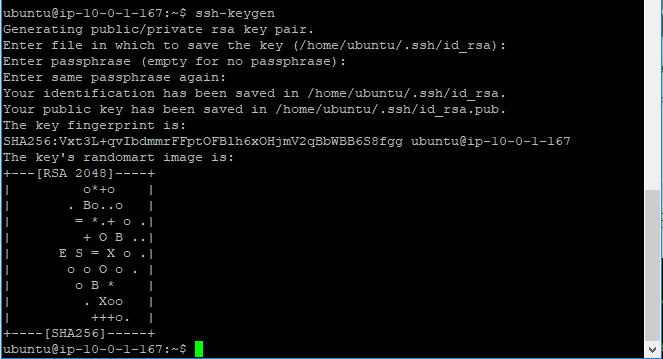 ubuntu@ip-10-0-1-167:~$ ssh-keygen
Generating public/private rsa key pair.
Enter file in which to save the key (/home/ubuntu/.ssh/id_rsa):
Enter passphrase (empty for no passphrase):
Enter same passphrase again:
Your identification has been saved in /home/ubuntu/.ssh/id_rsa.
Your public key has been saved in /home/ubuntu/.ssh/id_rsa.pub.
The key fingerprint is:
SHA256:Vxt3L+qvIbdmmrFFptOFBlh6xOHjmV2qBbWBB6S8fgg ubuntu@ip-10-0-1-167
The key's randomart image is:
+---[RSA 2048]----+
|         o*+o    |
|       . Bo..o   |
|        = *.+ o .|
|         + O B ..|
|      E S = X o .|
|       o o O o . |
|        o B *    |
|         . Xoo   |
|          +++o.  |
+----[SHA256]-----+
ubuntu@ip-10-0-1-167:~$